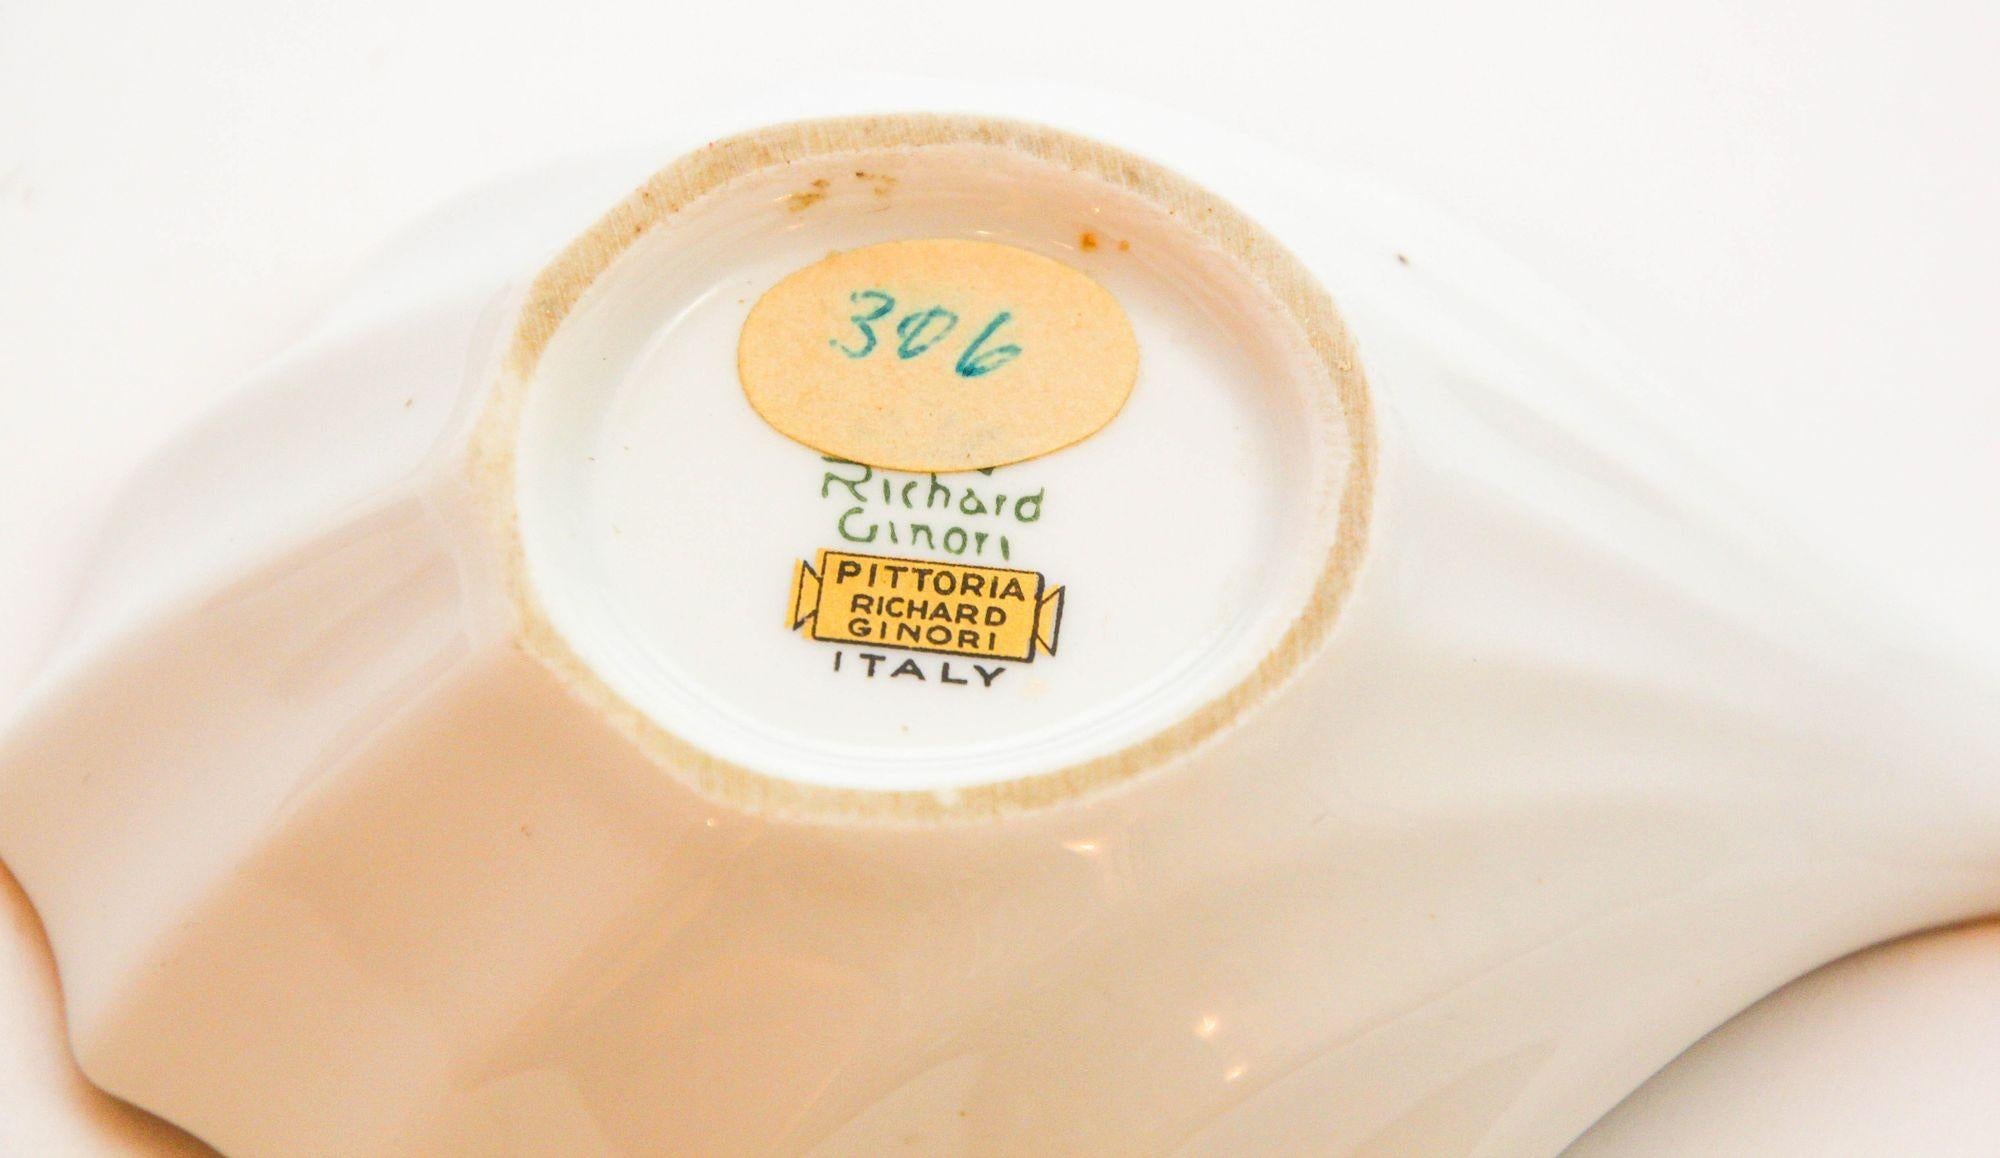 306
Richard
Ginori
PITTORIA
RICHARD
GINORI
ITALY